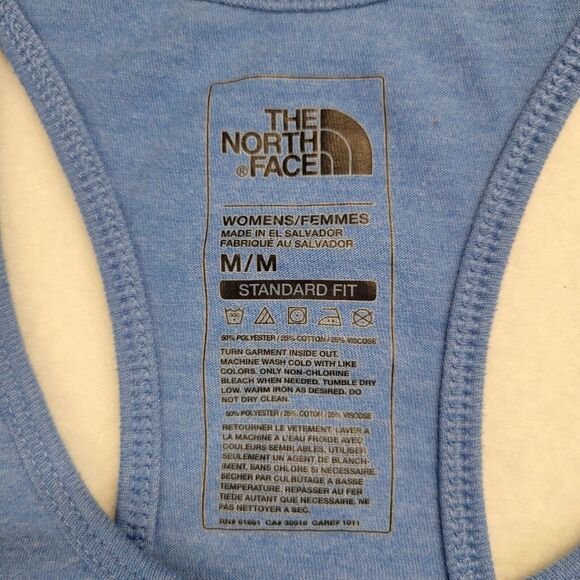 THE
NORTH
® FACE
WOMENS/FEMMES
MADE IN EL SALVADOR
FABRIQUÉ AU SALVADOR
M/M
STANDARD FIT
50% POLYESTER / 25% COTTON / 25% VISCOSE
TURN GARMENT INSIDE OUT.
MACHINE WASH COLD WITH LIKE
COLORS. ONLY NON-CHLORINE
BLEACH WHEN NEEDED. TUMBLE DRY
LOW. WARM IRON AS DESIRED. DO
NOT DRY CLEAN.
50% POLYESTER / 25% COTON / 25% VISCOSE
RETOURNER LE VETEMENT. LAVER A
LA MACHINE A L'EAU FROIDE AVEC
COULEURS SEMBLABLES. UTILISER
SEULEMENT UN AGENT DE BLANCH-
IMENT, SANS CHLORE SI NECESSAIRE.
SECHER PAR CULBUTAGE A BASSE
TEMPERATURE. REPASSER AU FER
TIEDE AUTANT QUE NECESSAIRE. NE
PAS NETTOYER A SEC.
RN# 61661 CA# 30516 CARE# 1011